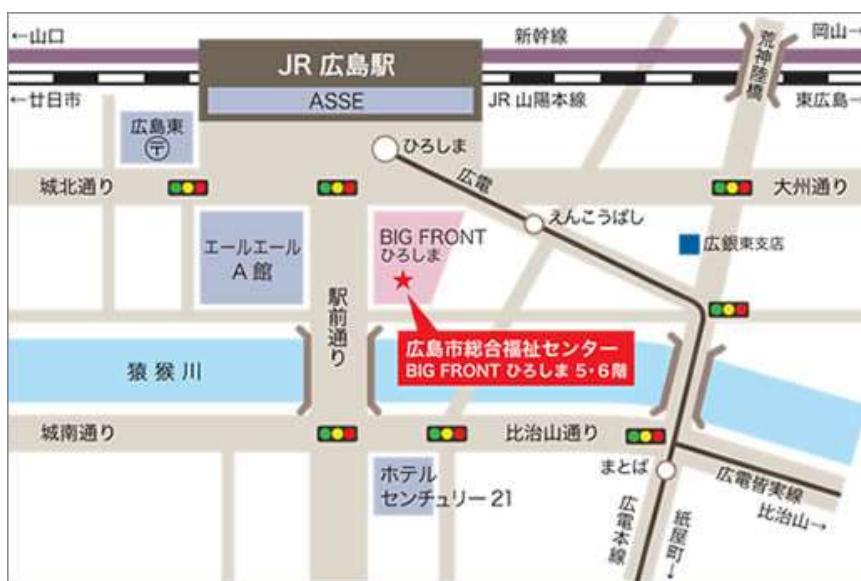 ←山口
新幹線
岡山→
JR 広島駅
荒神陸橋
←廿日市
ASSE
JR 山陽本線
東広島→
広島東
〒
ひろしま
広電
城北通り
大州通り
えんこうばし
エールエール
A 館
BIG FRONT
ひろしま
広銀東支店
駅前通り
広島市総合福祉センター
BIG FRONT ひろしま 5・6 階
猿猴川
城南通り
比治山通り
ホテル
センチュリー 21
まとば
広電皆実線
比治山→
広電本線
紙屋町→